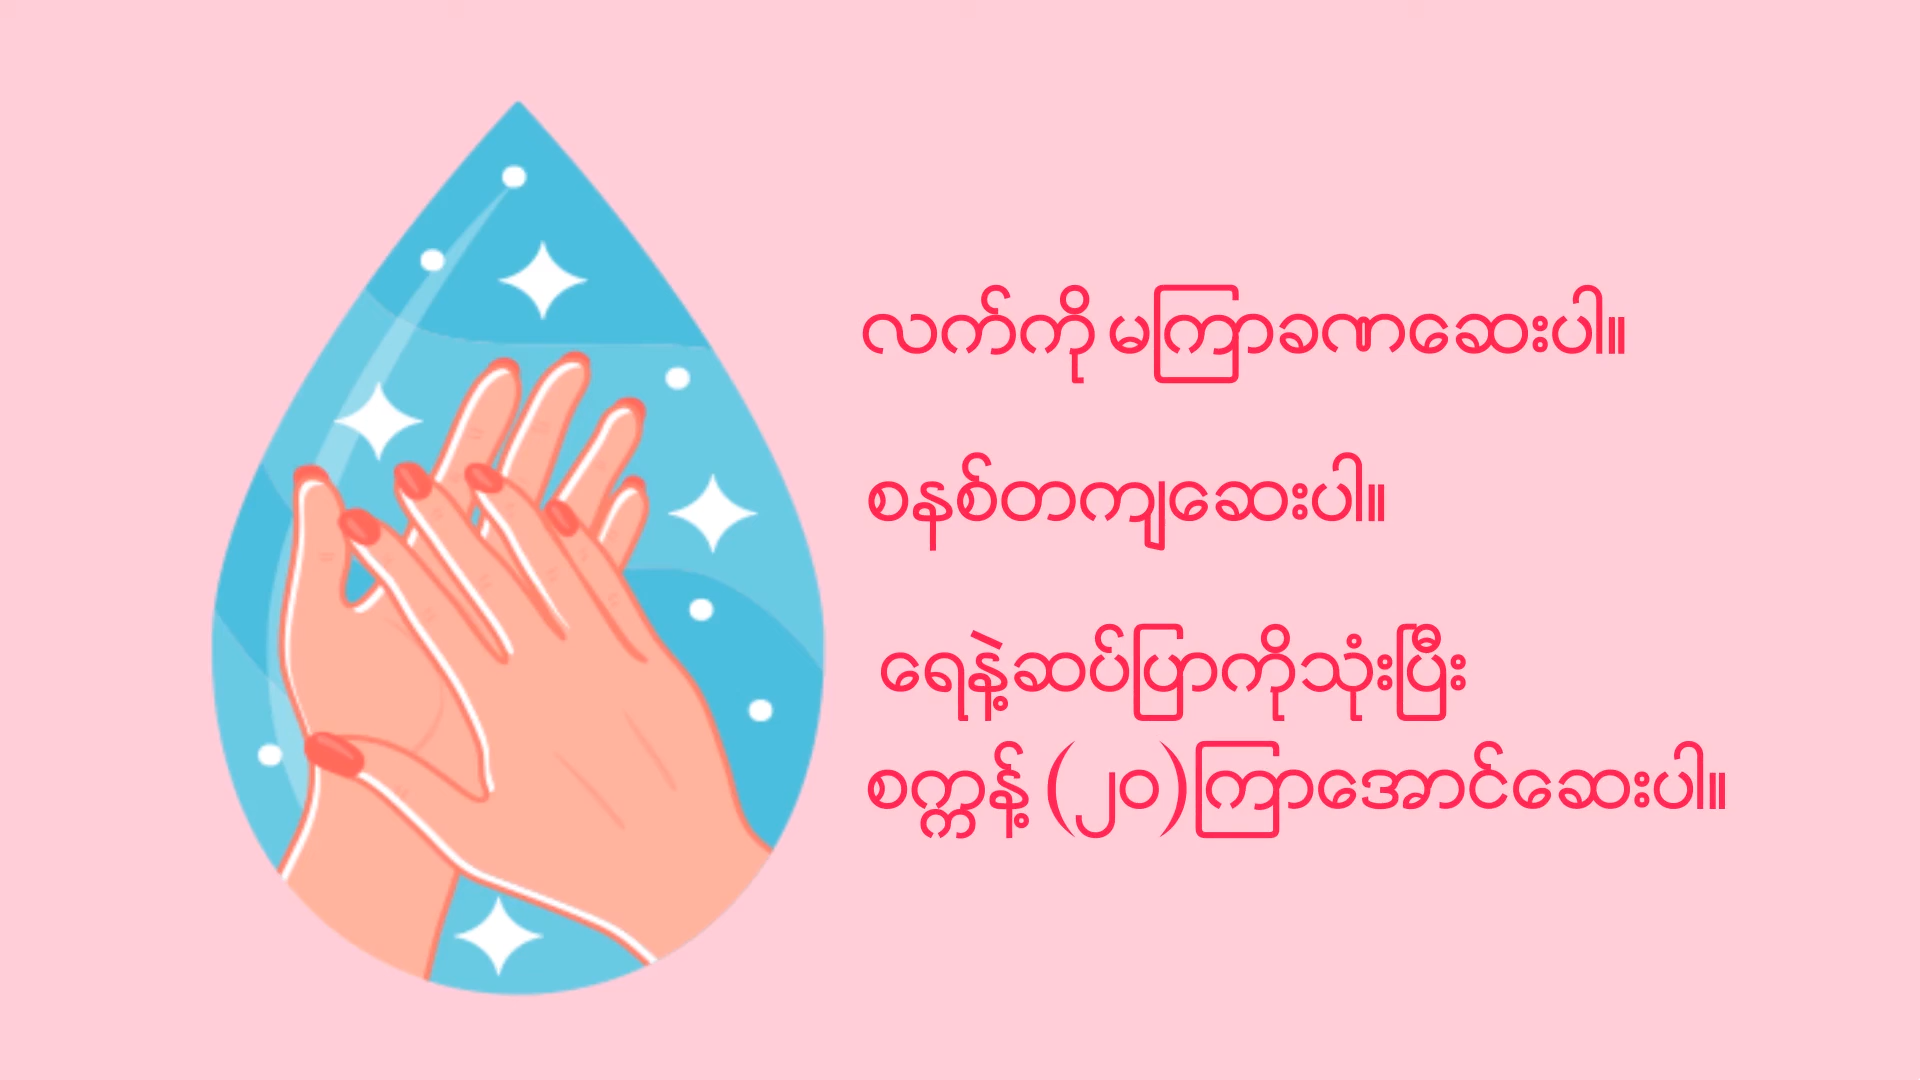 လက်ကို မကြာခဏဆေးပါ။
စနစ်တကျဆေးပါ။
ရေနဲ့ဆပ်ပြာကိုသုံးပြီး
စက္ကန့် (၂၀)ကြာအောင်ဆေးပါ။